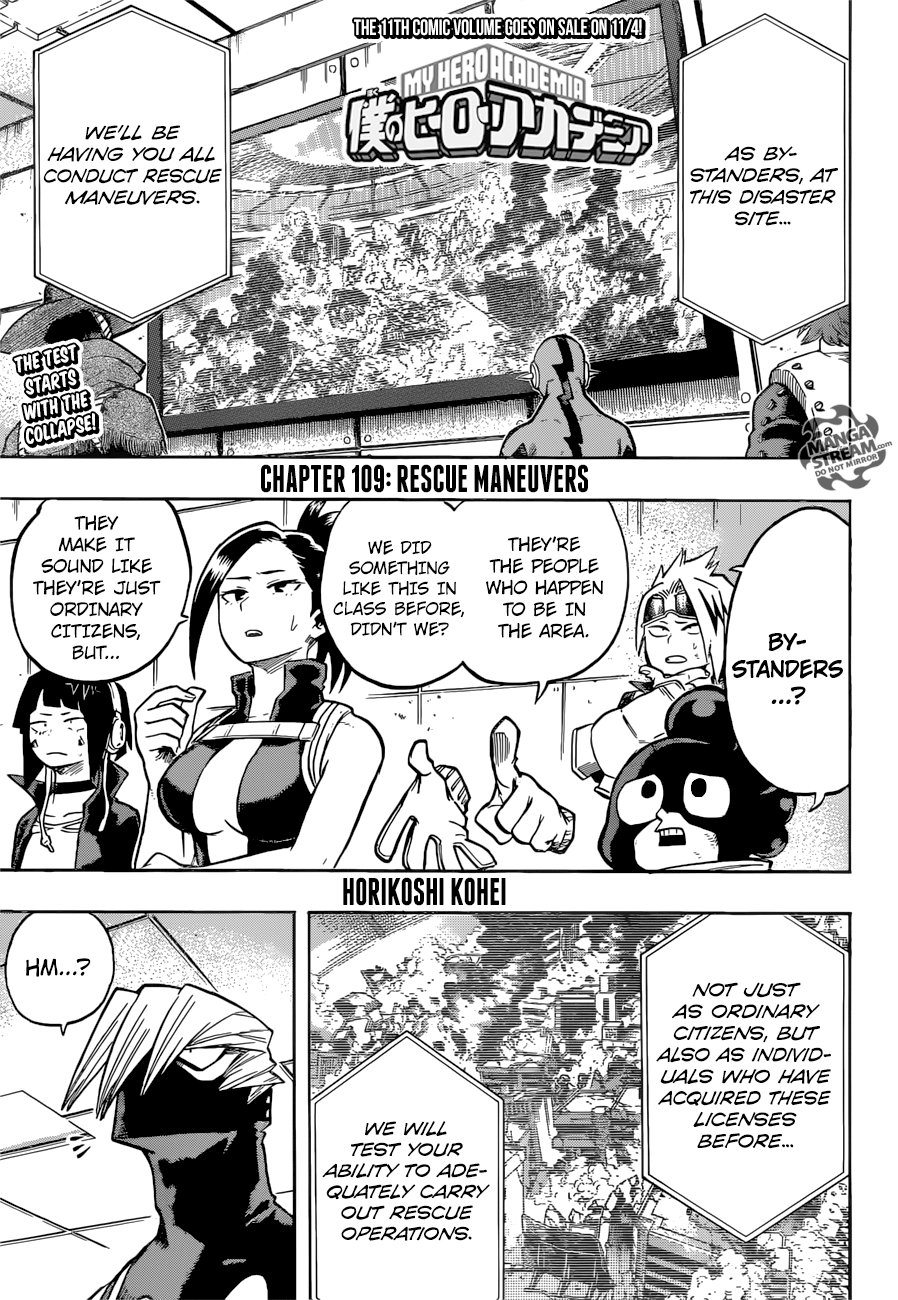 THE 11TH COMIC VOLUME GOES ON SALE ON 11/4!
MY HERO ACADEMIA
僕のヒーローアカデミア
AS BY-
STANDERS, AT
THIS DISASTER
SITE...
WE'LL BE
HAVING YOU ALL
CONDUCT RESCUE
MANEUVERS.
THE TEST
STARTS
WITH THE
COLLAPSE!
MANGA
STREAM.com
DO NOT MIRROR
CHAPTER 109: RESCUE MANEUVERS
BY-
STANDERS
...?
THEY'RE
THE PEOPLE
WHO HAPPEN
TO BE IN
THE AREA.
WE DID
SOMETHING
LIKE THIS IN
CLASS BEFORE,
DIDN'T WE?
THEY
MAKE IT
SOUND LIKE
THEY'RE JUST
ORDINARY
CITIZENS,
BUT...
HORIKOSHI KOHEI
NOT JUST
AS ORDINARY
CITIZENS, BUT
ALSO AS INDIVID-
UALS WHO HAVE
ACQUIRED THESE
LICENSES
BEFORE...
WE WILL
TEST YOUR
ABILITY TO ADE-
QUATELY CARRY
OUT RESCUE
OPERATIONS.
HM...?